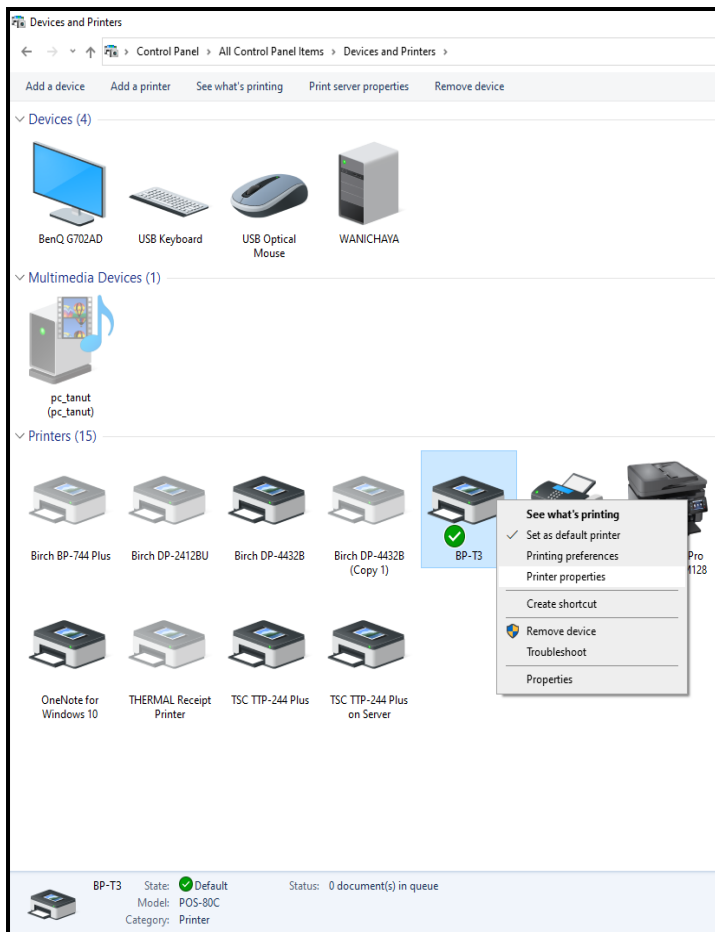 Devices and Printers
Control Panel > All Control Panel Items > Devices and Printers >
Add a device Add a printer See what's printing Print server properties Remove device
Devices (4)
BenQ G702AD USB Keyboard USB Optical Mouse WANICHAYA
Multimedia Devices (1)
pc_tanut
(pc_tanut)
Printers (15)
Birch BP-744 Plus Birch DP-2412BU Birch DP-4432B Birch DP-4432B (Copy 1) BP-T3 Pro
M128
See what's printing
Set as default printer
Printing preferences
Printer properties
Create shortcut
Remove device
Troubleshoot
Properties
OneNote for Windows 10 THERMAL Receipt Printer TSC TTP-244 Plus TSC TTP-244 Plus on Server
BP-T3 State: Default Status: 0 document(s) in queue
Model: POS-80C
Category: Printer